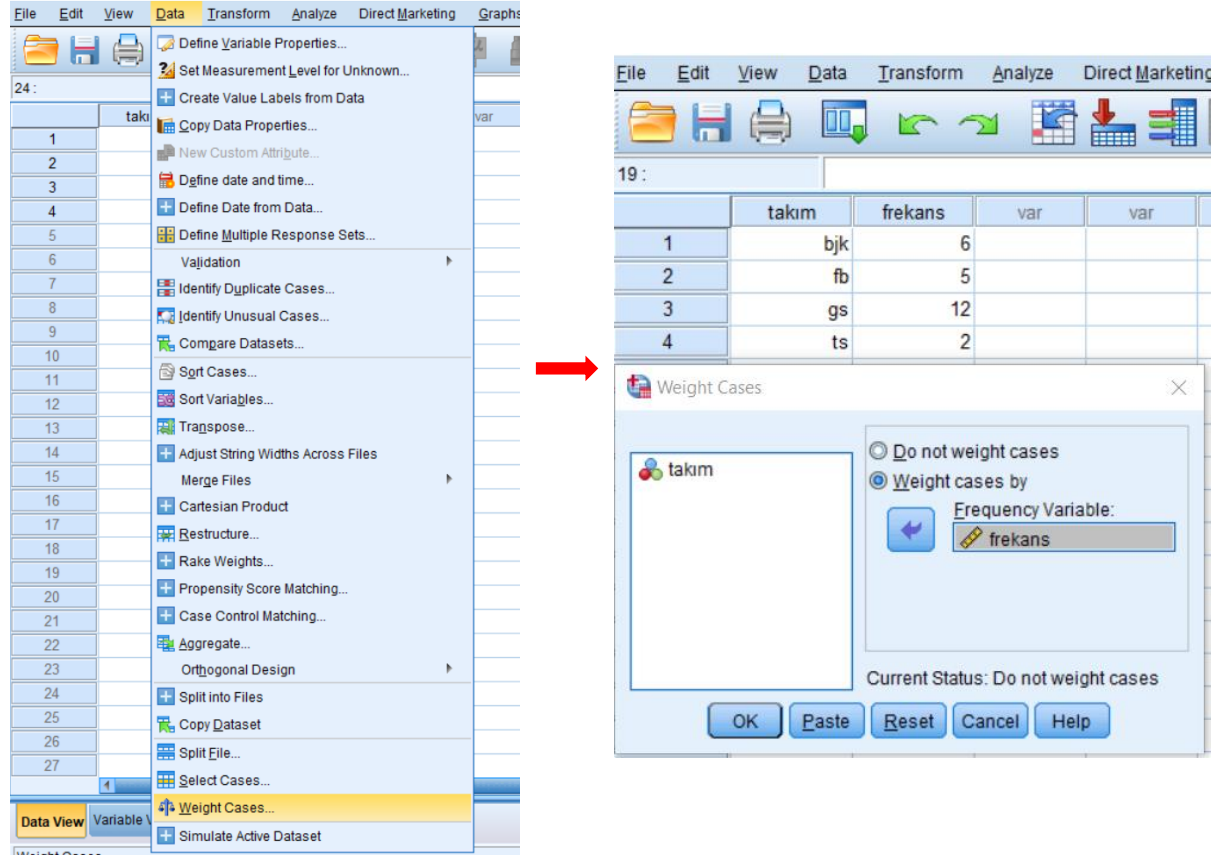 File Edit View Data Transform Analyze Direct Marketing Graphs
24 :
var
1
2
3
4
5
6
7
8
9
10
11
12
13
14
15
16
17
18
19
20
21
22
23
24
25
26
27
Define Variable Properties...
Set Measurement Level for Unknown...
Create Value Labels from Data
Copy Data Properties...
New Custom Attribute...
Define date and time...
Define Date from Data...
Define Multiple Response Sets...
Validation
Identify Duplicate Cases...
Identify Unusual Cases...
Compare Datasets...
Sort Cases...
Sort Variables...
Transpose...
Adjust String Widths Across Files
Merge Files
Cartesian Product
Restructure...
Rake Weights...
Propensity Score Matching...
Case Control Matching...
Aggregate...
Orthogonal Design
Split into Files
Copy Dataset
Split File...
Select Cases...
Weight Cases...
Simulate Active Dataset
Data View Variable
File Edit View Data Transform Analyze Direct Marketing
19 :
takım frekans var var
1 bjk 6
2 fb 5
3 gs 12
4 ts 2
Weight Cases
takım
Do not weight cases
Weight cases by
Frequency Variable:
frekans
Current Status: Do not weight cases
OK Paste Reset Cancel Help